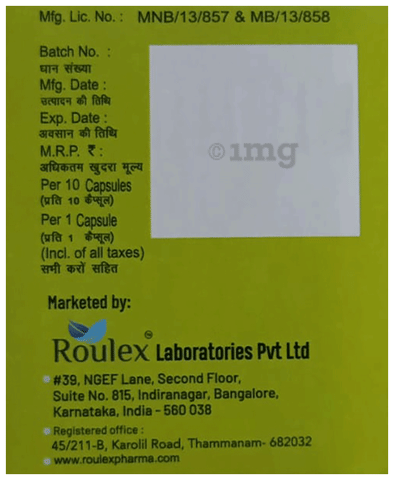 Mfg. Lic. No. : MNB/13/857 & MB/13/858
Batch No. :
घान संख्या
Mfg. Date :
उत्पादन की तिथि
Exp. Date :
अवसान की तिथि
M.R.P. ₹ :
अधिकतम खुदरा मूल्य
Per 10 Capsules
(प्रति 10 कैप्सूल)
Per 1 Capsule
(प्रति 1 कैप्सूल)
(Incl. of all taxes)
सभी करों सहित
©1mg
Marketed by:
Roulex™ Laboratories Pvt Ltd
#39, NGEF Lane, Second Floor,
Suite No. 815, Indiranagar, Bangalore,
Karnataka, India - 560 038
Registered office :
45/211-B, Karolil Road, Thammanam- 682032
www.roulexpharma.com